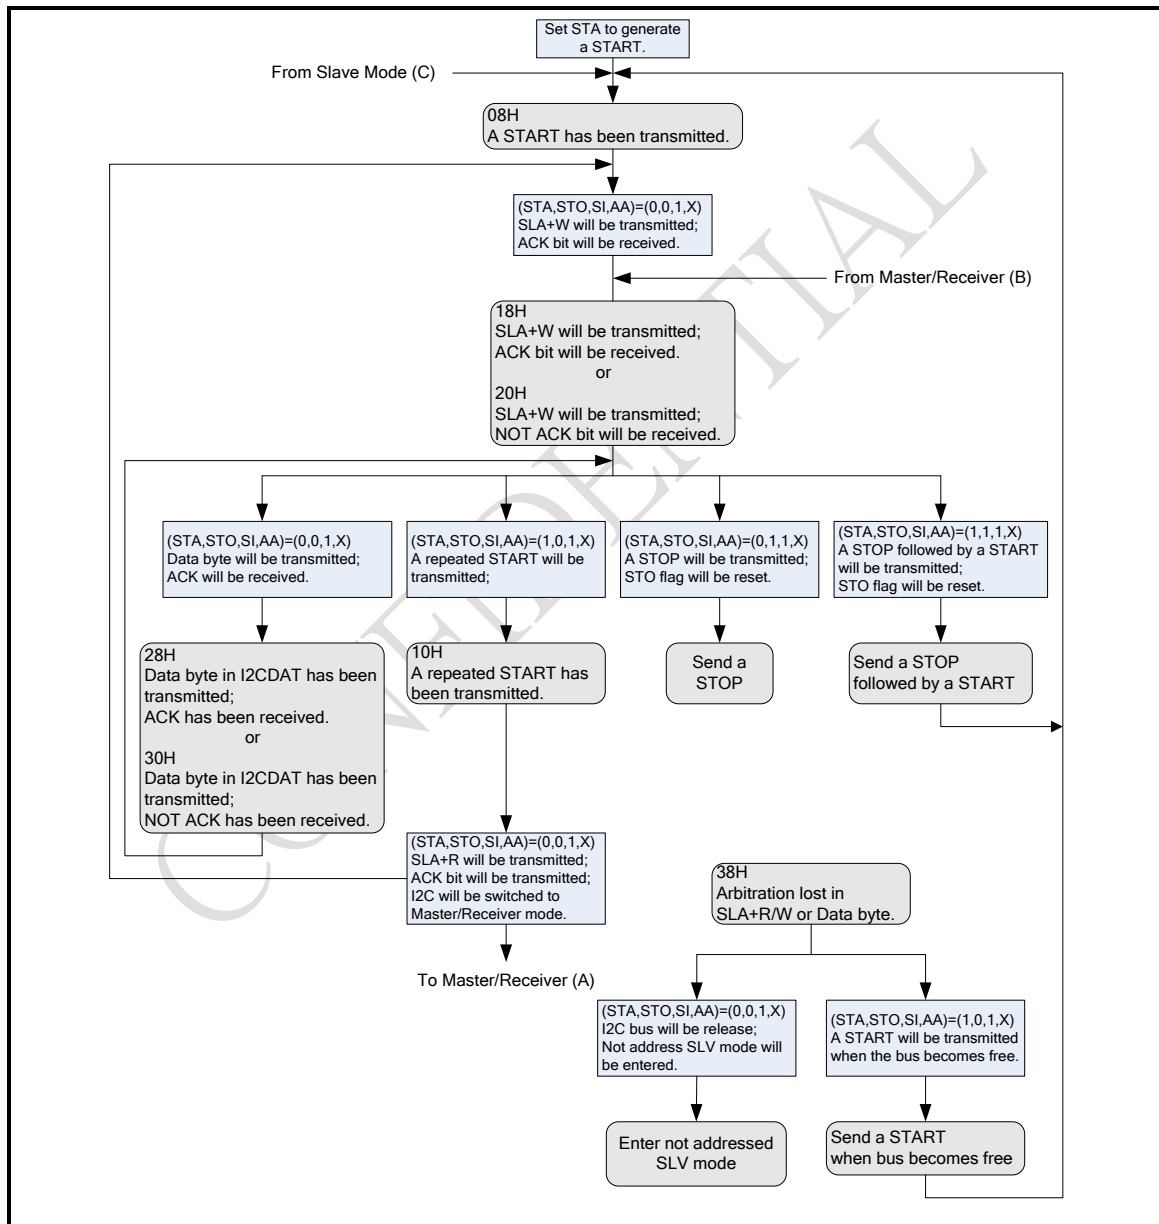 Set STA to generate
a START.
From Slave Mode (C)
08H
A START has been transmitted.
(STA,STO,SI,AA)=(0,0,1,X)
SLA+W will be transmitted;
ACK bit will be received.
From Master/Receiver (B)
18H
SLA+W will be transmitted;
ACK bit will be received.
or
20H
SLA+W will be transmitted;
NOT ACK bit will be received.
(STA,STO,SI,AA)=(0,0,1,X)
Data byte will be transmitted;
ACK will be received.
(STA,STO,SI,AA)=(1,0,1,X)
A repeated START will be
transmitted;
(STA,STO,SI,AA)=(0,1,1,X)
A STOP will be transmitted;
STO flag will be reset.
(STA,STO,SI,AA)=(1,1,1,X)
A STOP followed by a START
will be transmitted;
STO flag will be reset.
28H
Data byte in I2CDAT has been
transmitted;
ACK has been received.
or
30H
Data byte in I2CDAT has been
transmitted;
NOT ACK has been received.
10H
A repeated START has
been transmitted.
Send a
STOP
Send a STOP
followed by a START
(STA,STO,SI,AA)=(0,0,1,X)
SLA+R will be transmitted;
ACK bit will be transmitted;
I2C will be switched to
Master/Receiver mode.
To Master/Receiver (A)
38H
Arbitration lost in
SLA+R/W or Data byte.
(STA,STO,SI,AA)=(0,0,1,X)
I2C bus will be release;
Not address SLV mode will
be entered.
(STA,STO,SI,AA)=(1,0,1,X)
A START will be transmitted
when the bus becomes free.
Enter not addressed
SLV mode
Send a START
when bus becomes free
CONFIDENTIAL